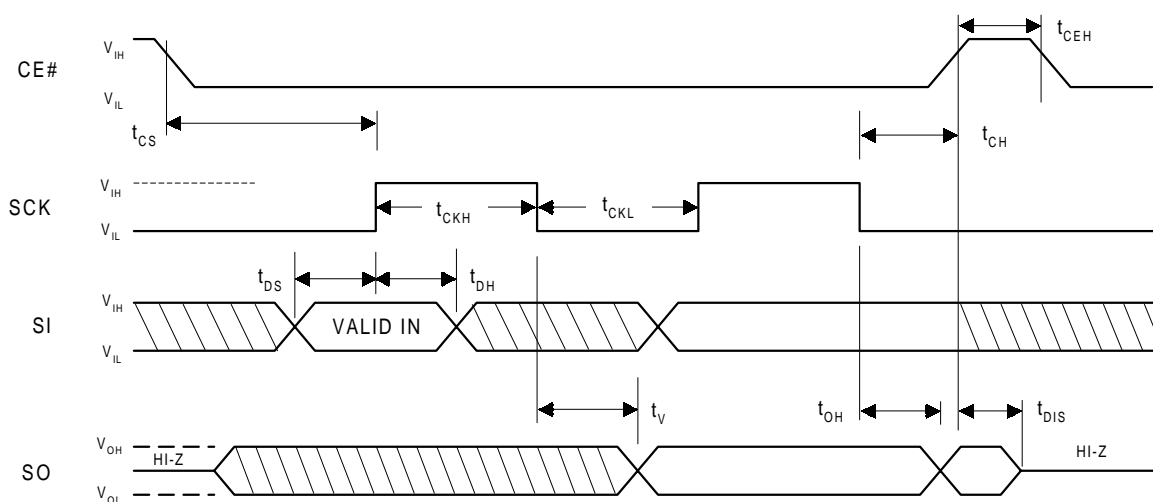 V_IH
t_CEH
CE#
V_IL
t_CS
t_CH
V_IH
SCK
t_CKH
t_CKL
V_IL
t_DS
t_DH
V_IH
SI
VALID IN
V_IL
t_V
t_OH
t_DIS
V_OH
HI-Z
HI-Z
SO
V_OL